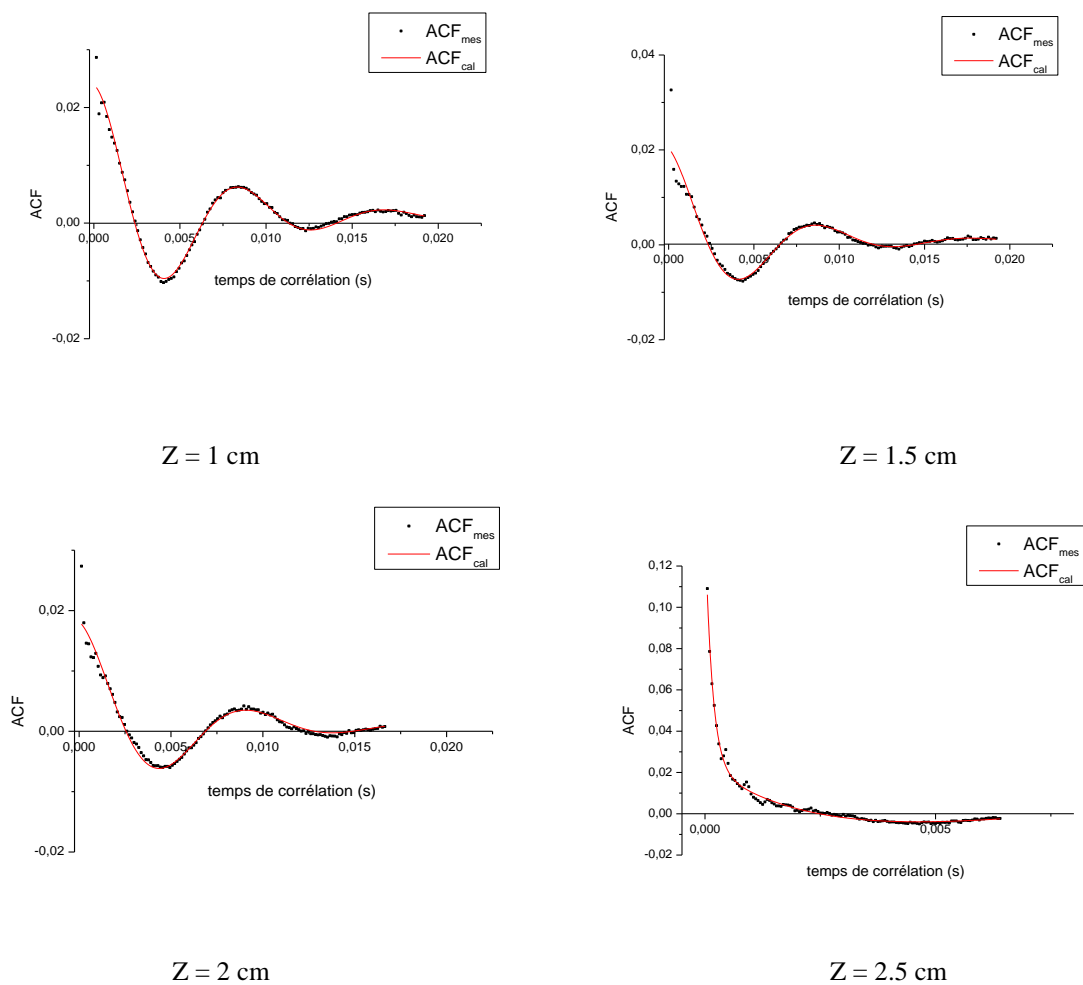 ACF_mes
ACF_cal
0,02
0,00
-0,02
ACF
0,000
0,005
0,010
0,015
0,020
temps de corrélation (s)
Z = 1 cm
ACF_mes
ACF_cal
0,04
0,02
0,00
-0,02
ACF
0,000
0,005
0,010
0,015
0,020
temps de corrélation (s)
Z = 1.5 cm
ACF_mes
ACF_cal
0,02
0,00
-0,02
ACF
0,000
0,005
0,010
0,015
0,020
temps de corrélation (s)
Z = 2 cm
ACF_mes
ACF_cal
0,12
0,10
0,08
0,06
0,04
0,02
0,00
-0,02
ACF
0,000
0,005
temps de corrélation (s)
Z = 2.5 cm